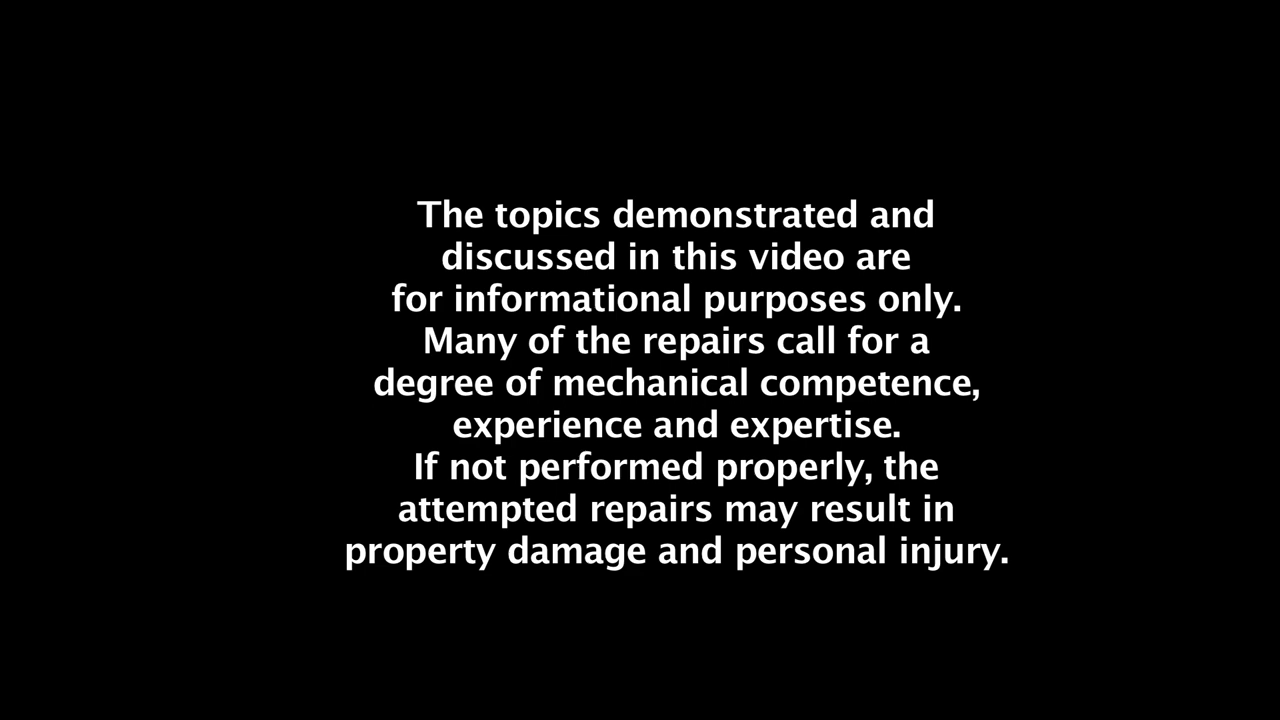 The topics demonstrated and
discussed in this video are
for informational purposes only.
Many of the repairs call for a
degree of mechanical competence,
experience and expertise.
If not performed properly, the
attempted repairs may result in
property damage and personal injury.